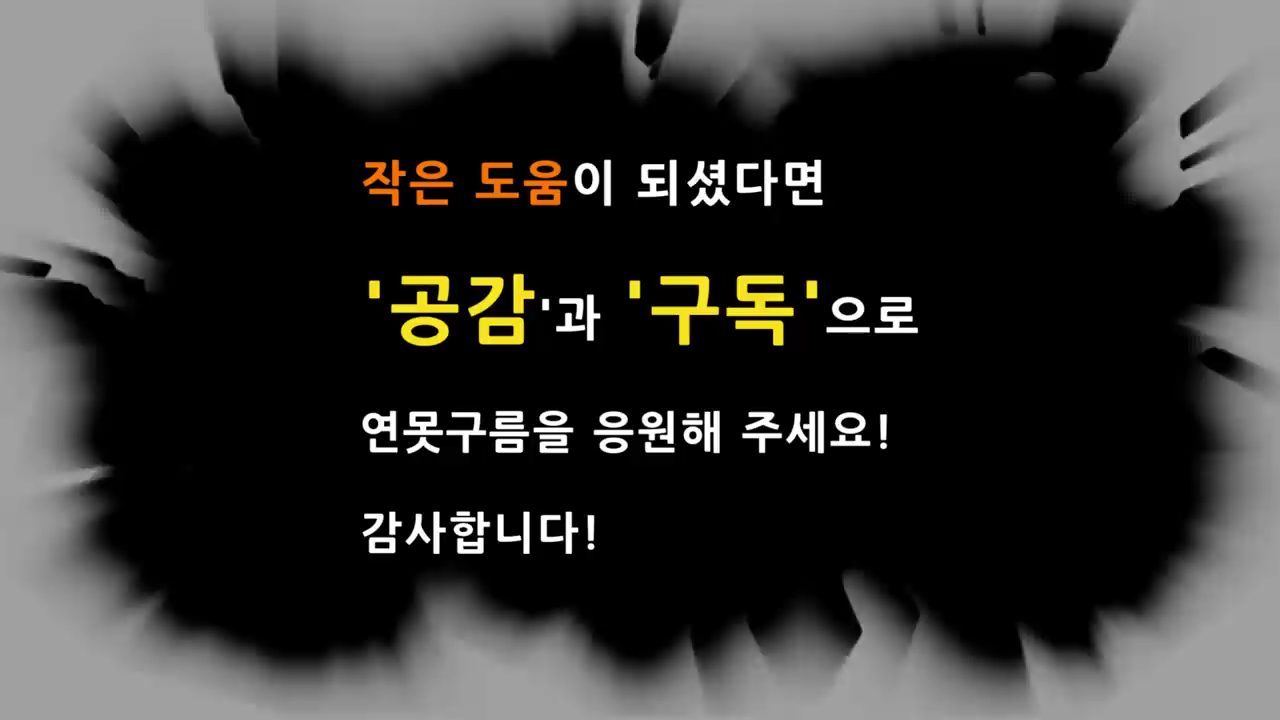 작은 도움이 되셨다면
'공감'과 '구독'으로
연못구름을 응원해 주세요!
감사합니다!